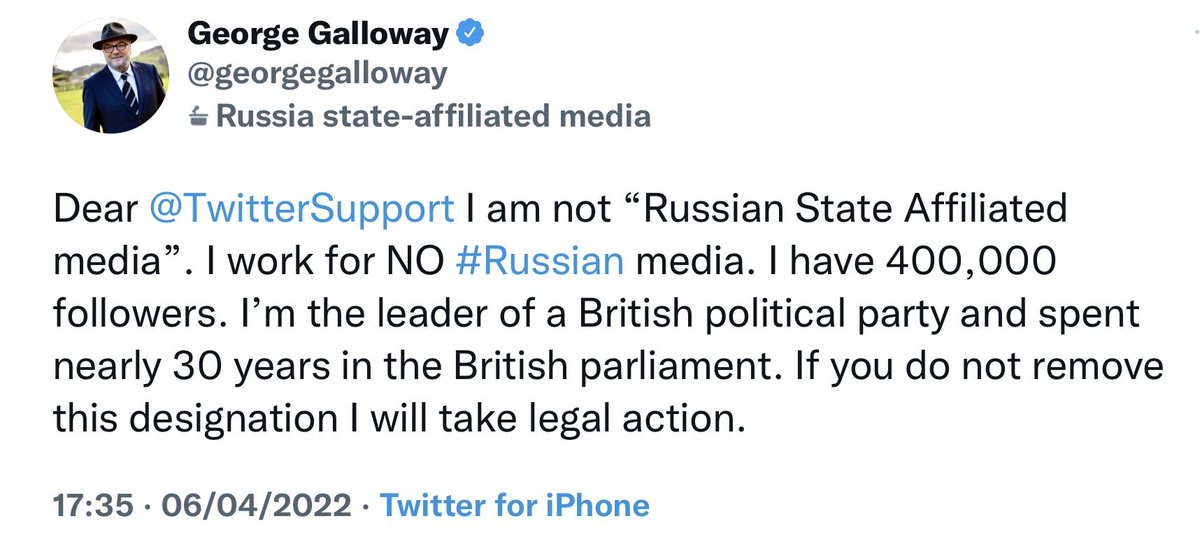 George Galloway
@georgegalloway
Russia state-affiliated media
Dear @TwitterSupport I am not “Russian State Affiliated
media”. I work for NO #Russian media. I have 400,000
followers. I’m the leader of a British political party and spent
nearly 30 years in the British parliament. If you do not remove
this designation I will take legal action.
17:35 · 06/04/2022 · Twitter for iPhone